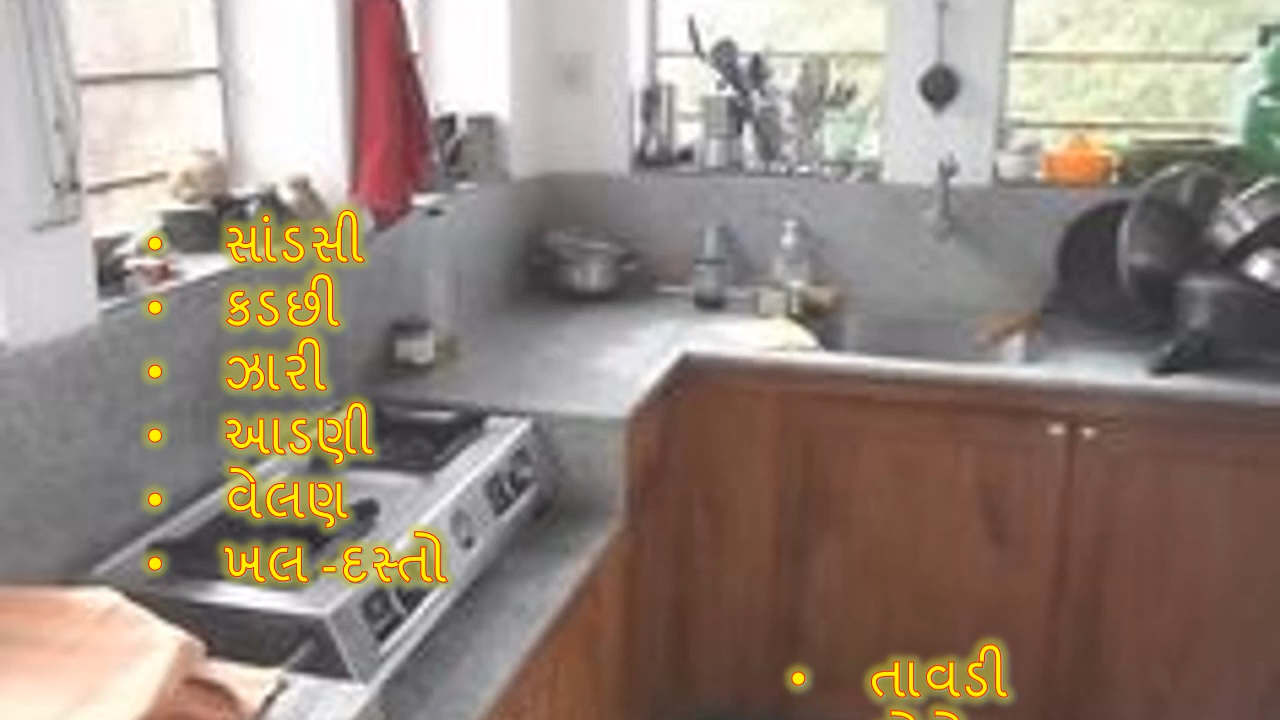 • સાંડસી
• કડછી
• ઝારી
• આડણી
• વેલણ
• ખલ -દસ્તો
• તાવડી